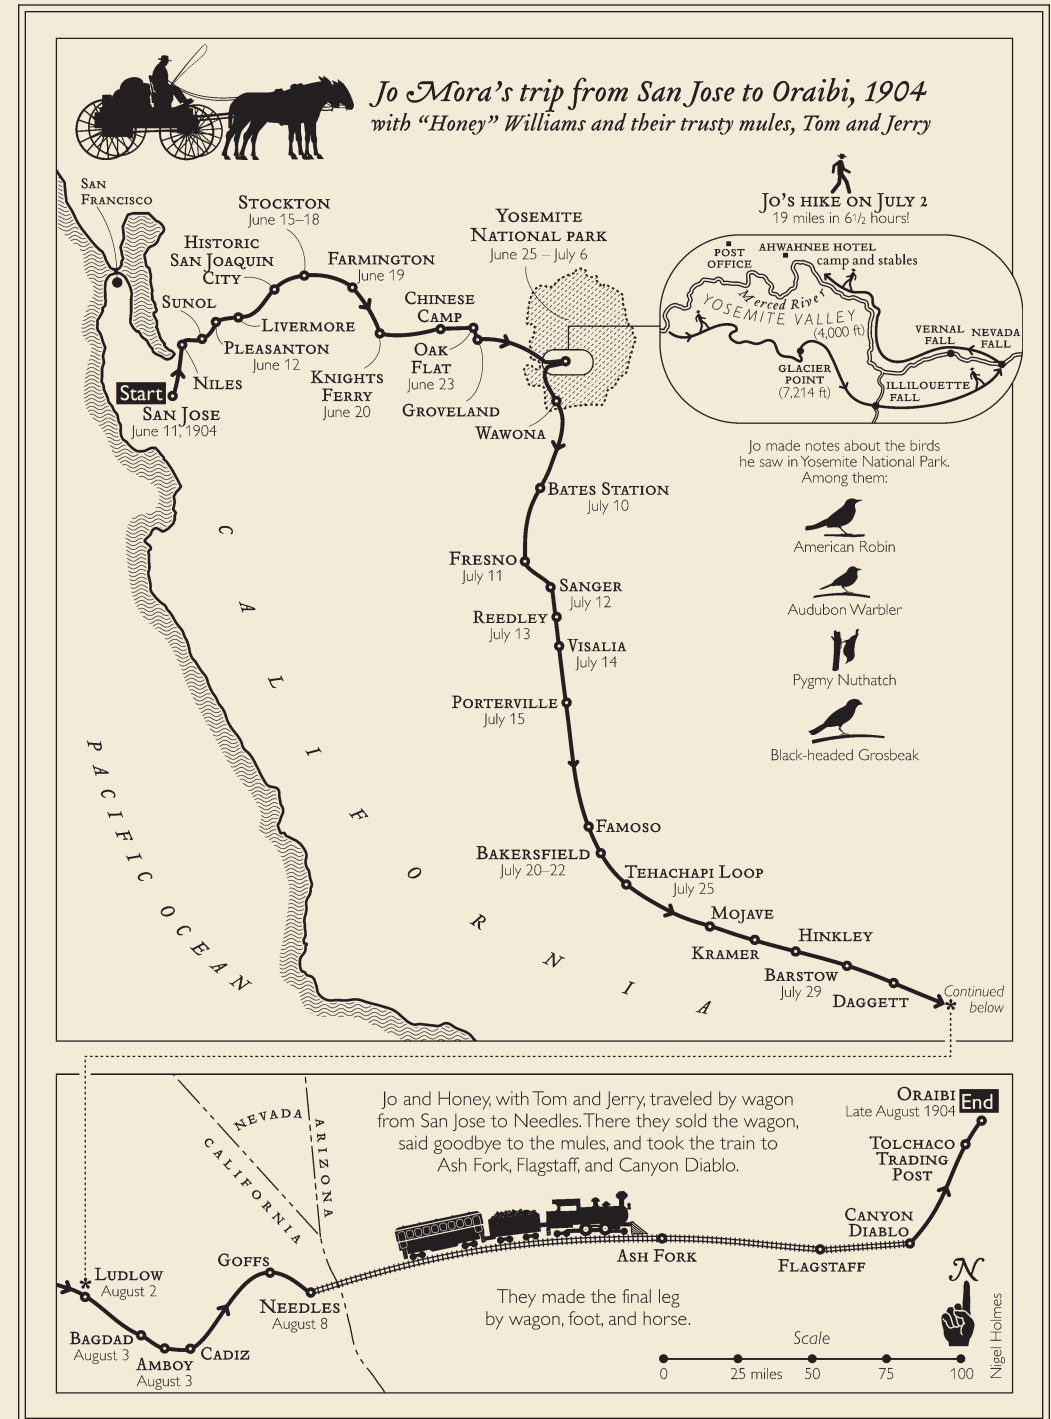 Jo Mora's trip from San Jose to Oraibi, 1904
with “Honey” Williams and their trusty mules, Tom and Jerry
San
Francisco
Stockton
June 15–18
Historic
San Joaquin
City
Farmington
June 19
Sunol
Livermore
Pleasanton
June 12
Niles
Start
San Jose
June 11, 1904
Knights
Ferry
June 20
Chinese
Camp
Oak
Flat
June 23
Groveland
Yosemite
National Park
June 25 – July 6
Wawona
Jo's hike on July 2
19 miles in 6 1/2 hours!
Post
Office
Ahwahnee Hotel
camp and stables
Merced River
YOSEMITE VALLEY
(4,000 ft)
Glacier
Point
(7,214 ft)
Vernal
Fall
Nevada
Fall
Illilouette
Fall
Jo made notes about the birds
he saw in Yosemite National Park.
Among them:
American Robin
Audubon Warbler
Pygmy Nuthatch
Black-headed Grosbeak
Bates Station
July 10
Fresno
July 11
Sanger
July 12
Reedley
July 13
Visalia
July 14
Porterville
July 15
Famoso
Bakersfield
July 20–22
Tehachapi Loop
July 25
Mojave
Kramer
Hinkley
Barstow
July 29
Daggett
*
Continued
below
CALIFORNIA
PACIFIC OCEAN
NEVADA
CALIFORNIA
ARIZONA
Jo and Honey, with Tom and Jerry, traveled by wagon
from San Jose to Needles. There they sold the wagon,
said goodbye to the mules, and took the train to
Ash Fork, Flagstaff, and Canyon Diablo.
Oraibi End
Late August 1904
Tolchaco
Trading
Post
Canyon
Diablo
Flagstaff
Ash Fork
*
Ludlow
August 2
Bagdad
August 3
Amboy
August 3
Cadiz
Goffs
Needles
August 8
They made the final leg
by wagon, foot, and horse.
N
Scale
0 25 miles 50 75 100
Nigel Holmes